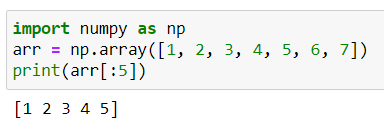 import numpy as np
arr = np.array([1, 2, 3, 4, 5, 6, 7])
print(arr[:5])
[1 2 3 4 5]